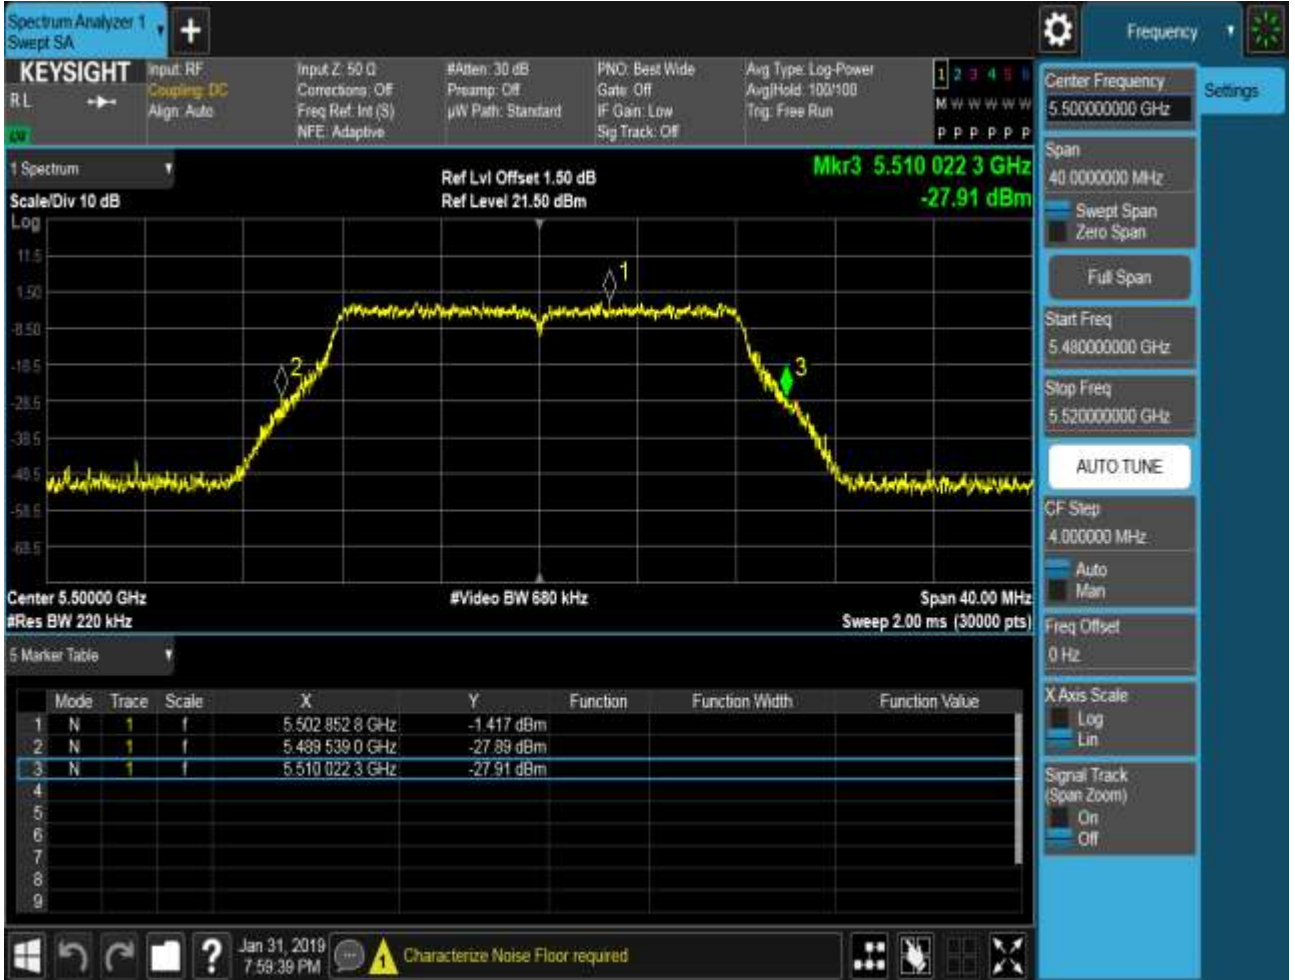 Spectrum Analyzer 1
Swept SA
+
Frequency
KEYSIGHT
RL
Input: RF
Coupling: DC
Align: Auto
Input Z: 50 Ω
Corrections: Off
Freq Ref: Int (S)
NFE: Adaptive
#Atten: 30 dB
Preamp: Off
µW Path: Standard
PNO: Best Wide
Gate: Off
IF Gain: Low
Sig Track: Off
Avg Type: Log-Power
Avg|Hold: 100/100
Trig: Free Run
1 2 3 4 5 6
M W W W W W
P P P P P P
1 Spectrum
Scale/Div 10 dB
Ref Lvl Offset 1.50 dB
Ref Level 21.50 dBm
Mkr3 5.510 022 3 GHz
-27.91 dBm
Log
11.5
1.50
-8.50
-18.5
-28.5
-38.5
-48.5
-58.5
-68.5
1
2
3
Center 5.50000 GHz
#Res BW 220 kHz
#Video BW 680 kHz
Span 40.00 MHz
Sweep 2.00 ms (30000 pts)
5 Marker Table
Mode Trace Scale X Y Function Function Width Function Value
1 N 1 f 5.502 852 8 GHz -1.417 dBm
2 N 1 f 5.489 539 0 GHz -27.89 dBm
3 N 1 f 5.510 022 3 GHz -27.91 dBm
4
5
6
7
8
9
Center Frequency
5.500000000 GHz
Span
40.0000000 MHz
Swept Span
Zero Span
Full Span
Start Freq
5.480000000 GHz
Stop Freq
5.520000000 GHz
AUTO TUNE
CF Step
4.000000 MHz
Auto
Man
Freq Offset
0 Hz
X Axis Scale
Log
Lin
Signal Track
(Span Zoom)
On
Off
Settings
?
Jan 31, 2019
7:59:39 PM
1
Characterize Noise Floor required